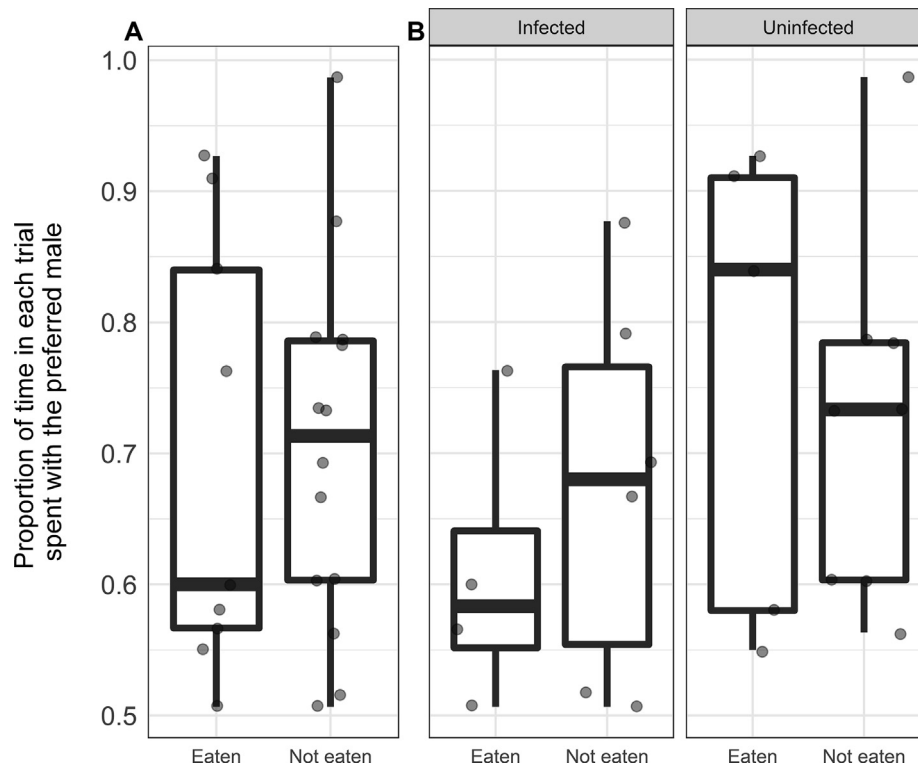 A
B
Infected
Uninfected
Proportion of time in each trial
spent with the preferred male
1.0
0.9
0.8
0.7
0.6
0.5
Eaten
Not eaten
Eaten
Not eaten
Eaten
Not eaten